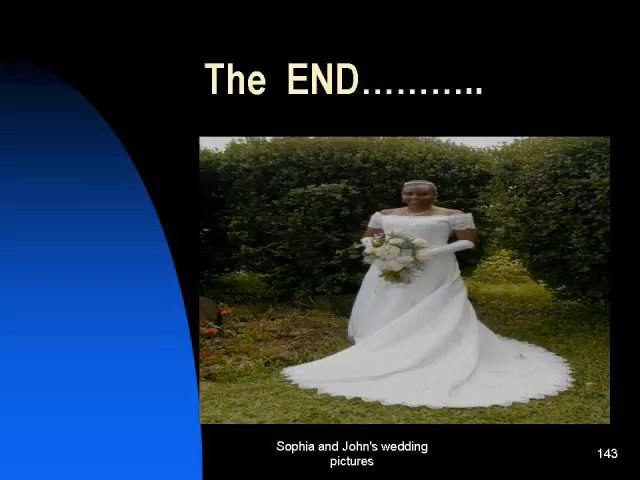 The END………..
Sophia and John's wedding
pictures
143